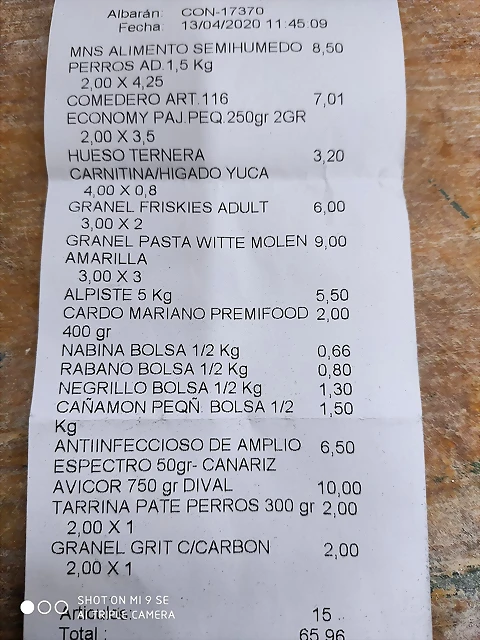 Albarán: CON-17370
Fecha: 13/04/2020 11:45 09
MNS ALIMENTO SEMIHUMEDO 8,50
PERROS AD.1,5 Kg
2,00 X 4,25
COMEDERO ART.116 7,01
ECONOMY PAJ.PEQ.250gr 2GR
2,00 X 3,5
HUESO TERNERA 3,20
CARNITINA/HIGADO YUCA
4,00 X 0,8
GRANEL FRISKIES ADULT 6,00
3,00 X 2
GRANEL PASTA WITTE MOLEN 9,00
AMARILLA
3,00 X 3
ALPISTE 5 Kg 5,50
CARDO MARIANO PREMIFOOD 2,00
400 gr
NABINA BOLSA 1/2 Kg 0,66
RABANO BOLSA 1/2 Kg 0,80
NEGRILLO BOLSA 1/2 Kg 1,30
CAÑAMON PEQÑ. BOLSA 1/2 1,50
Kg
ANTIINFECCIOSO DE AMPLIO 6,50
ESPECTRO 50gr- CANARIZ
AVICOR 750 gr DIVAL 10,00
TARRINA PATE PERROS 300 gr 2,00
2,00 X 1
GRANEL GRIT C/CARBON 2,00
2,00 X 1
SHOT ON MI 9 SE
AI TRIPLE CAMERA
15
Total : 65,96